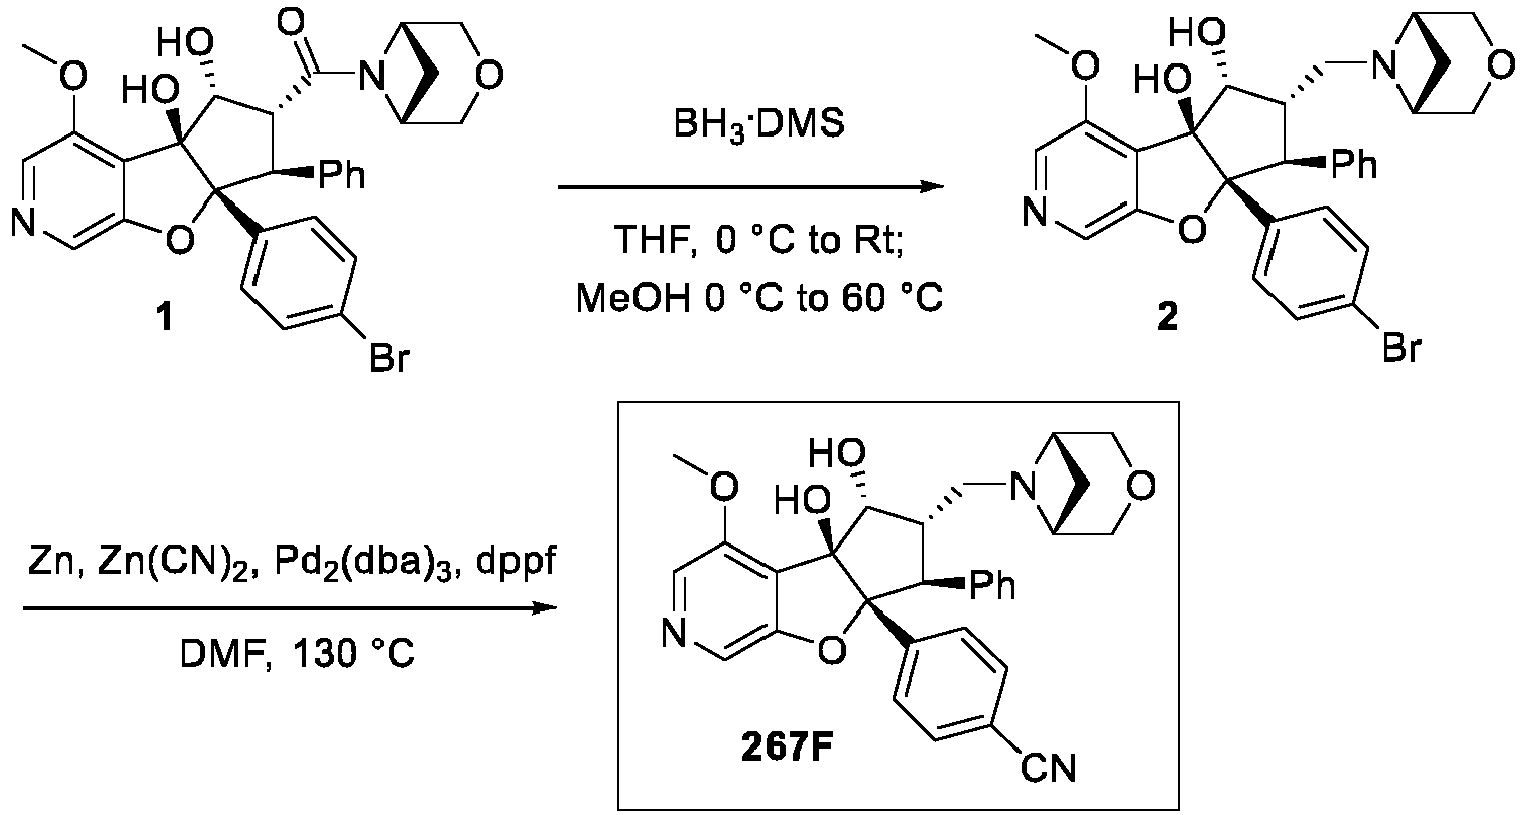 O
HO
O
HO
N
O
Ph
N
O
Br
1
BH3·DMS
THF, 0 °C to Rt;
MeOH 0 °C to 60 °C
HO
O
HO
N
O
Ph
N
O
Br
2
Zn, Zn(CN)2, Pd2(dba)3, dppf
DMF, 130 °C
HO
O
HO
N
O
Ph
N
O
CN
267F